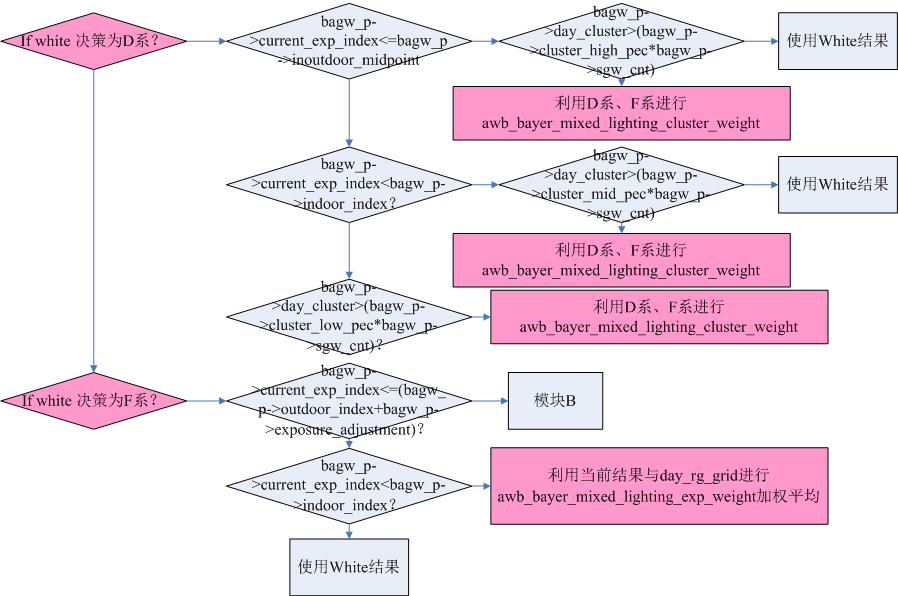 If white 决策为D系？
bagw_p-
>current_exp_index<=bagw_p
->inoutdoor_midpoint
bagw_p-
>day_cluster>(bagw_p-
>cluster_high_pec*bagw_p-
>sgw_cnt)
使用White结果
利用D系、F系进行
awb_bayer_mixed_lighting_cluster_weight
bagw_p-
>current_exp_index<bagw_p-
>indoor_index？
bagw_p-
>day_cluster>(bagw_p-
>cluster_mid_pec*bagw_p-
>sgw_cnt)
使用White结果
利用D系、F系进行
awb_bayer_mixed_lighting_cluster_weight
bagw_p-
>day_cluster>(bagw_p-
>cluster_low_pec*bagw_p-
>sgw_cnt)？
利用D系、F系进行
awb_bayer_mixed_lighting_cluster_weight
If white 决策为F系？
bagw_p-
>current_exp_index<=(bagw_
p->outdoor_index+bagw_p-
>exposure_adjustment)？
模块B
bagw_p-
>current_exp_index<bagw_p-
>indoor_index？
利用当前结果与day_rg_grid进行
awb_bayer_mixed_lighting_exp_weight加权平均
使用White结果